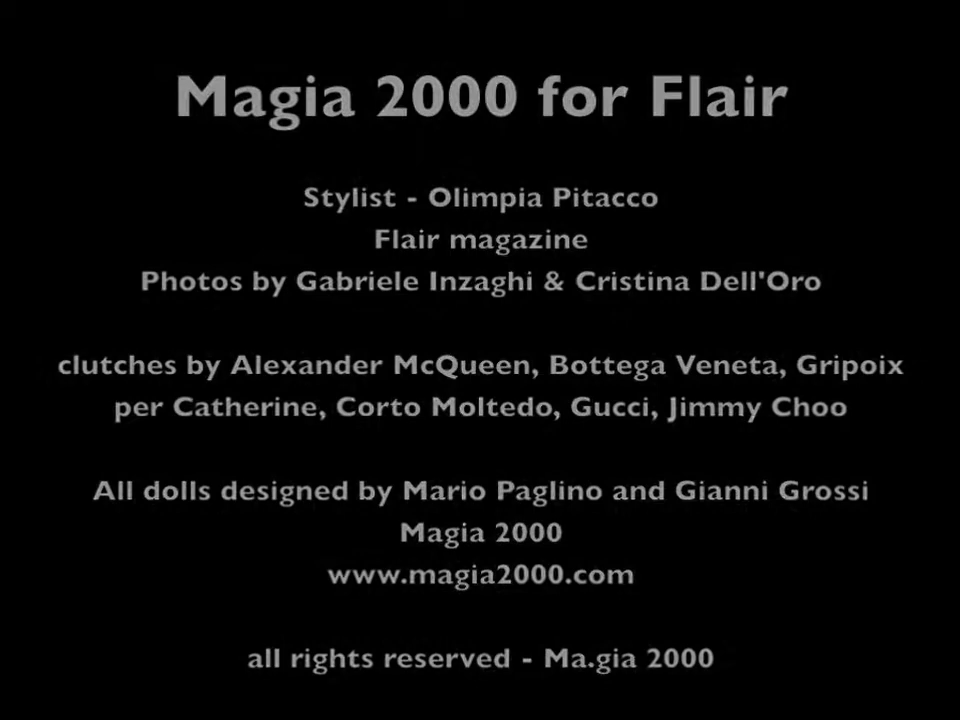 Magia 2000 for Flair
Stylist - Olimpia Pitacco
Flair magazine
Photos by Gabriele Inzaghi & Cristina Dell'Oro
clutches by Alexander McQueen, Bottega Veneta, Gripoix
per Catherine, Corto Moltedo, Gucci, Jimmy Choo
All dolls designed by Mario Paglino and Gianni Grossi
Magia 2000
www.magia2000.com
all rights reserved - Ma.gia 2000